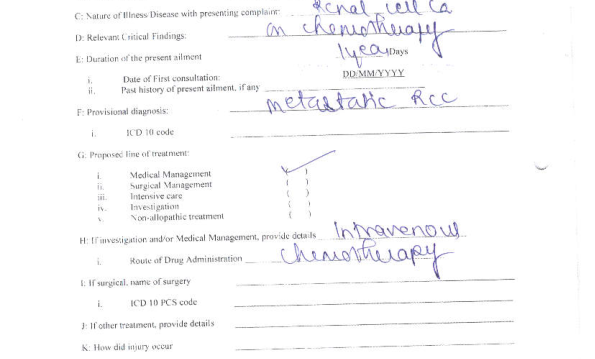 C: Nature of Illness Disease with presenting complaint: Renal cell Ca
D: Relevant Critical Findings: on chemotherapy
E: Duration of the present ailment 1 year Days
i. Date of First consultation: DD/MM/YYYY
ii. Past history of present ailment, if any
F: Provisional diagnosis: metastatic RCC
i. ICD 10 code
G: Proposed line of treatment:
i. Medical Management ✓
ii. Surgical Management ( )
iii. Intensive care ( )
iv. Investigation ( )
v. Non-allopathic treatment ( )
H: If investigation and/or Medical Management, provide details Intravenous
i. Route of Drug Administration chemotherapy
I: If surgical, name of surgery
i. ICD 10 PCS code
J: If other treatment, provide details
K: How did injury occur